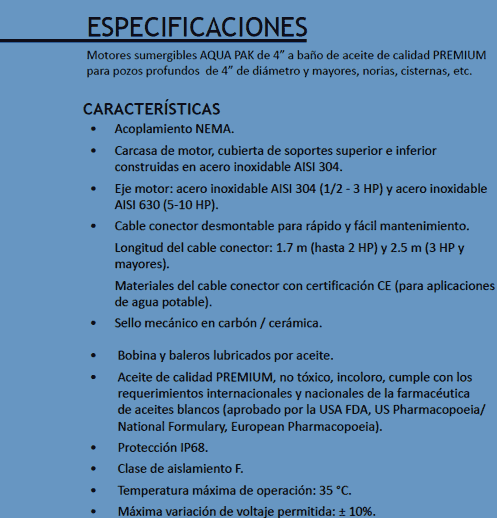 ESPECIFICACIONES
Motores sumergibles AQUA PAK de 4” a baño de aceite de calidad PREMIUM
para pozos profundos de 4” de diámetro y mayores, norias, cisternas, etc.
CARACTERÍSTICAS
• Acoplamiento NEMA.
• Carcasa de motor, cubierta de soportes superior e inferior
construidas en acero inoxidable AISI 304.
• Eje motor: acero inoxidable AISI 304 (1/2 - 3 HP) y acero inoxidable
AISI 630 (5-10 HP).
• Cable conector desmontable para rápido y fácil mantenimiento.
Longitud del cable conector: 1.7 m (hasta 2 HP) y 2.5 m (3 HP y
mayores).
Materiales del cable conector con certificación CE (para aplicaciones
de agua potable).
• Sello mecánico en carbón / cerámica.
• Bobina y baleros lubricados por aceite.
• Aceite de calidad PREMIUM, no tóxico, incoloro, cumple con los
requerimientos internacionales y nacionales de la farmacéutica
de aceites blancos (aprobado por la USA FDA, US Pharmacopoeia/
National Formulary, European Pharmacopoeia).
• Protección IP68.
• Clase de aislamiento F.
• Temperatura máxima de operación: 35 °C.
• Máxima variación de voltaje permitida: ± 10%.